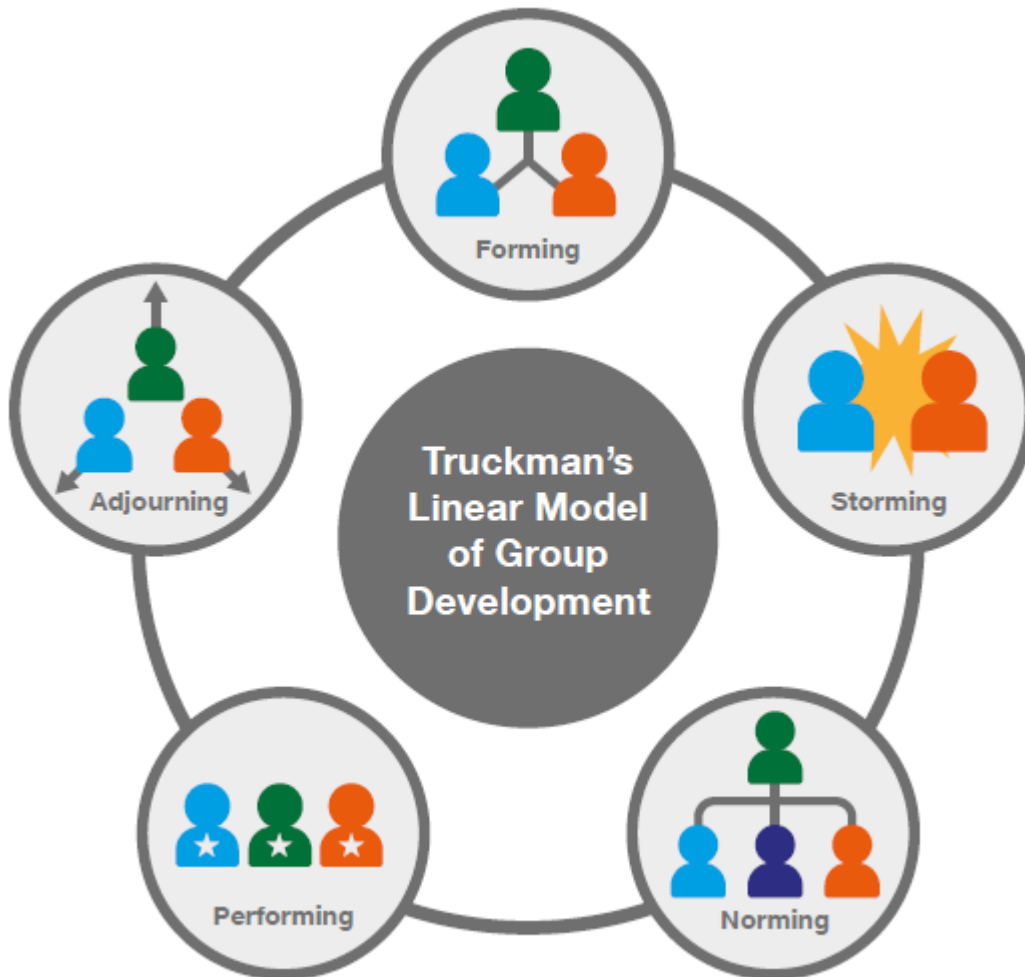 Forming
Storming
Norming
Performing
Adjourning
Truckman's
Linear Model
of Group
Development